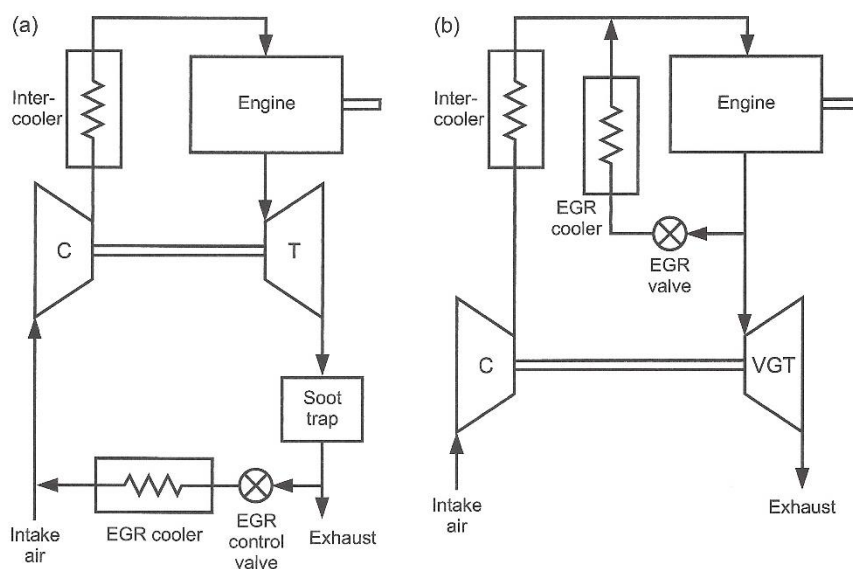 (a)
Inter-
cooler
Engine
C
T
Soot
trap
Intake
air
EGR cooler
EGR
control
valve
Exhaust
(b)
Inter-
cooler
EGR
cooler
EGR
valve
Engine
C
VGT
Intake
air
Exhaust